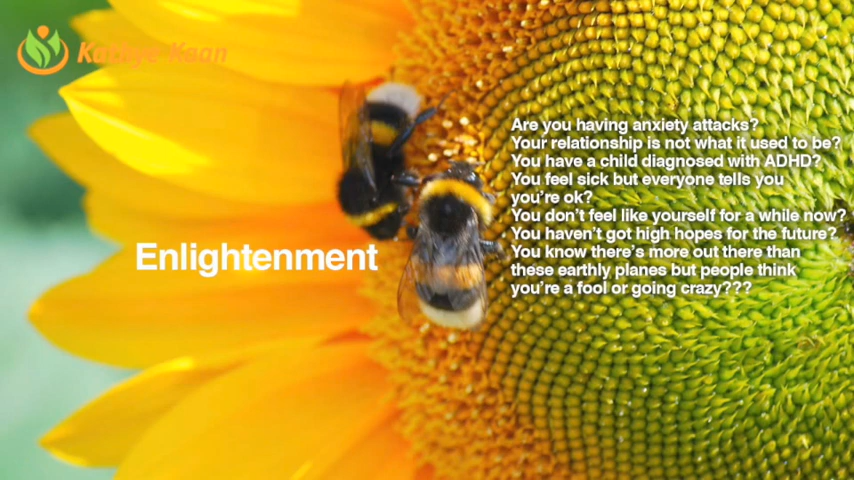 Kathye Kaan
Enlightenment
Are you having anxiety attacks?
Your relationship is not what it used to be?
You have a child diagnosed with ADHD?
You feel sick but everyone tells you
you're ok?
You don't feel like yourself for a while now?
You haven't got high hopes for the future?
You know there's more out there than
these earthly planes but people think
you're a fool or going crazy???